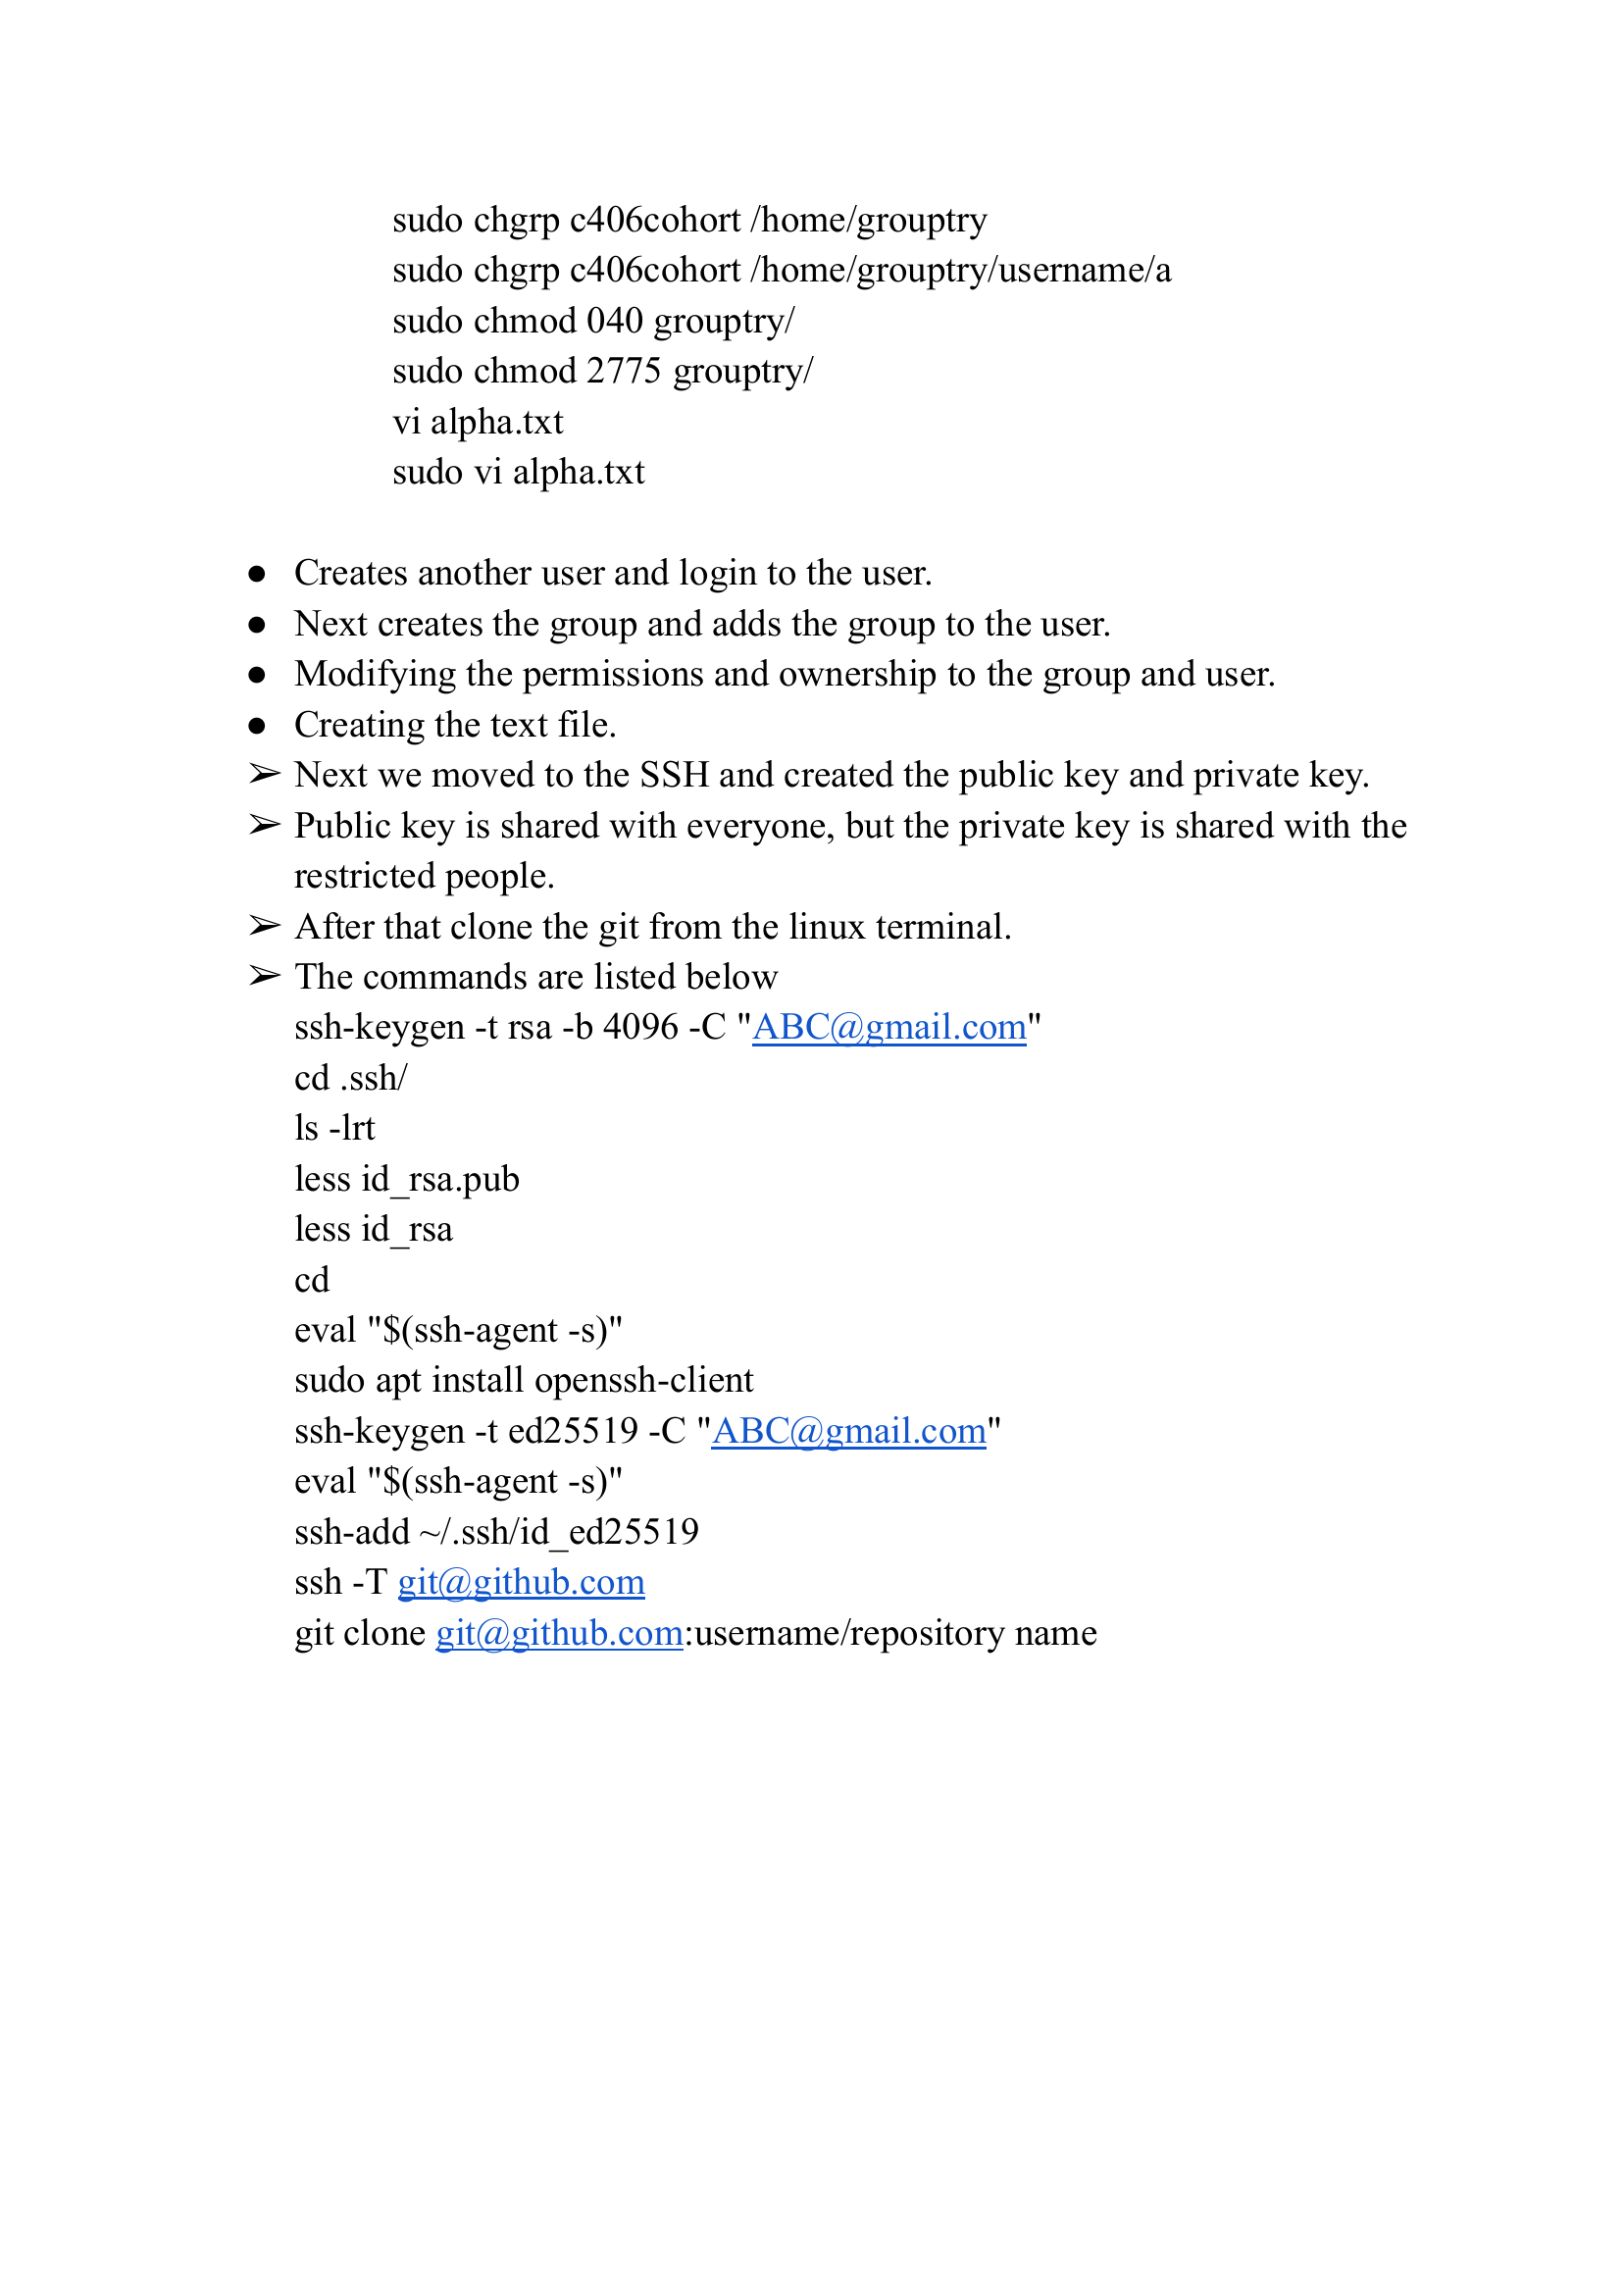 sudo chgrp c406cohort /home/grouptry
sudo chgrp c406cohort /home/grouptry/username/a
sudo chmod 040 grouptry/
sudo chmod 2775 grouptry/
vi alpha.txt
sudo vi alpha.txt
● Creates another user and login to the user.
● Next creates the group and adds the group to the user.
● Modifying the permissions and ownership to the group and user.
● Creating the text file.
➢ Next we moved to the SSH and created the public key and private key.
➢ Public key is shared with everyone, but the private key is shared with the
restricted people.
➢ After that clone the git from the linux terminal.
➢ The commands are listed below
ssh-keygen -t rsa -b 4096 -C "ABC@gmail.com"
cd .ssh/
ls -lrt
less id_rsa.pub
less id_rsa
cd
eval "$(ssh-agent -s)"
sudo apt install openssh-client
ssh-keygen -t ed25519 -C "ABC@gmail.com"
eval "$(ssh-agent -s)"
ssh-add ~/.ssh/id_ed25519
ssh -T git@github.com
git clone git@github.com:username/repository name